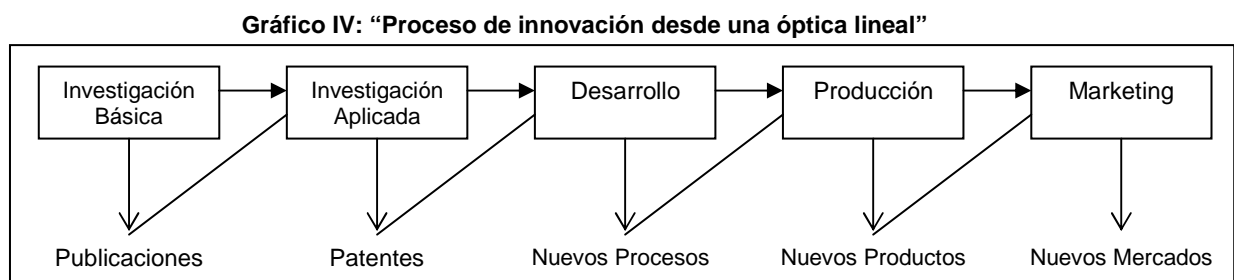 Gráfico IV: “Proceso de innovación desde una óptica lineal”
Investigación
Básica
Investigación
Aplicada
Desarrollo
Producción
Marketing
Publicaciones
Patentes
Nuevos Procesos
Nuevos Productos
Nuevos Mercados